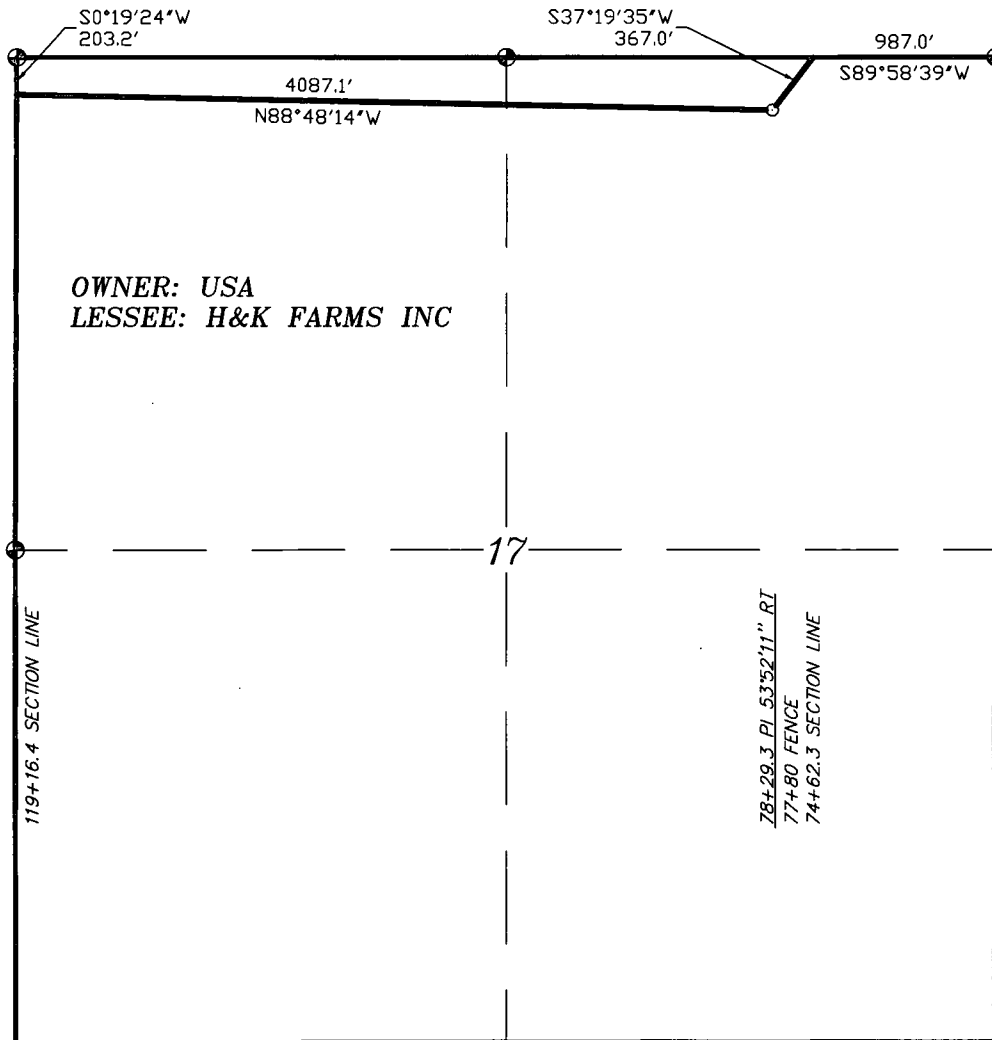 S0°19'24"W
203.2'
S37°19'35"W
367.0'
987.0'
S89°58'39"W
4087.1'
N88°48'14"W
OWNER: USA
LESSEE: H&K FARMS INC
17
119+16.4 SECTION LINE
78+29.3 PI 53°52'11" RT
77+80 FENCE
74+62.3 SECTION LINE